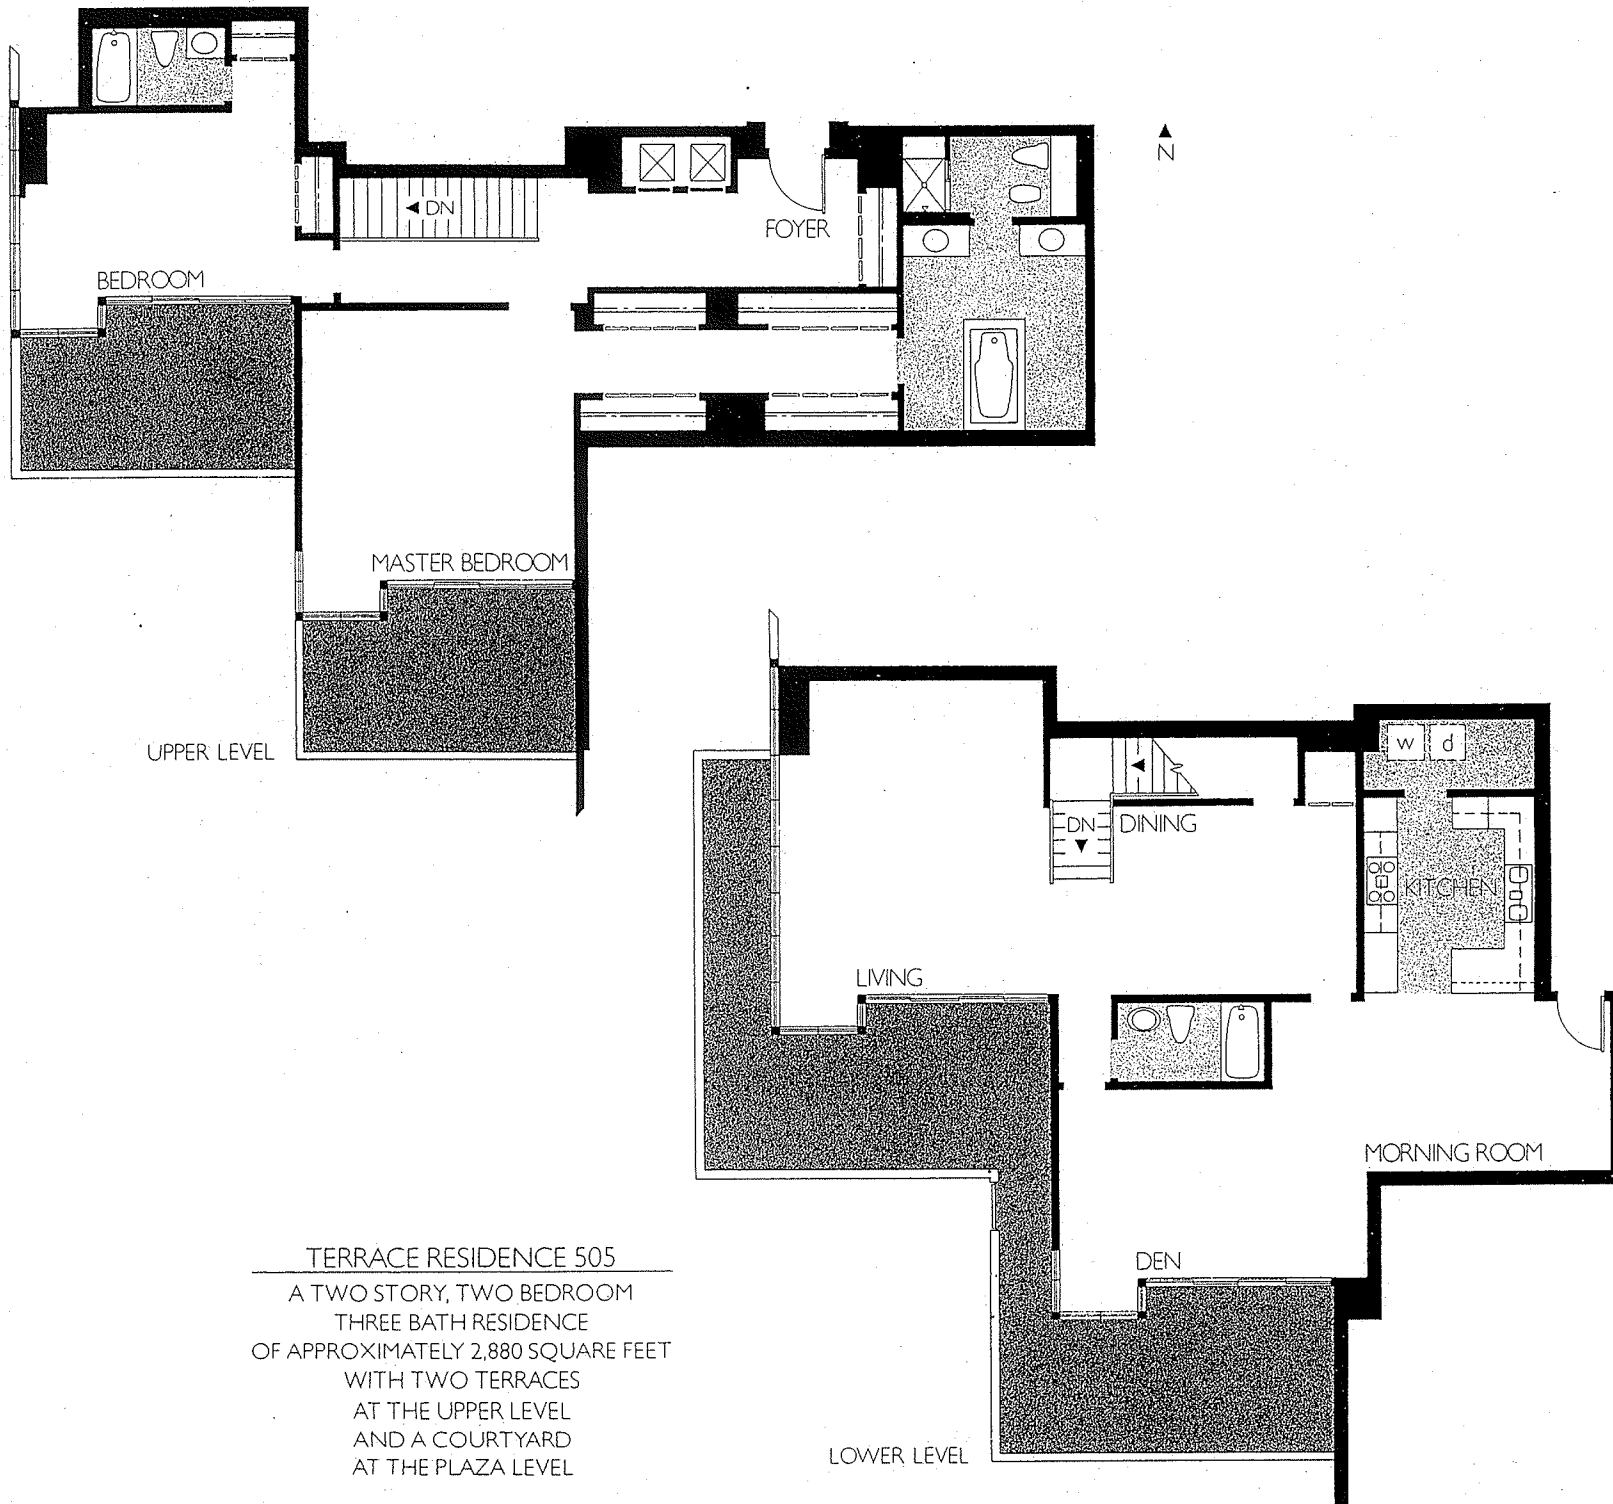 N
DN
FOYER
BEDROOM
MASTER BEDROOM
UPPER LEVEL
w d
DN
DINING
KITCHEN
LIVING
MORNING ROOM
DEN
LOWER LEVEL
TERRACE RESIDENCE 505
A TWO STORY, TWO BEDROOM
THREE BATH RESIDENCE
OF APPROXIMATELY 2,880 SQUARE FEET
WITH TWO TERRACES
AT THE UPPER LEVEL
AND A COURTYARD
AT THE PLAZA LEVEL